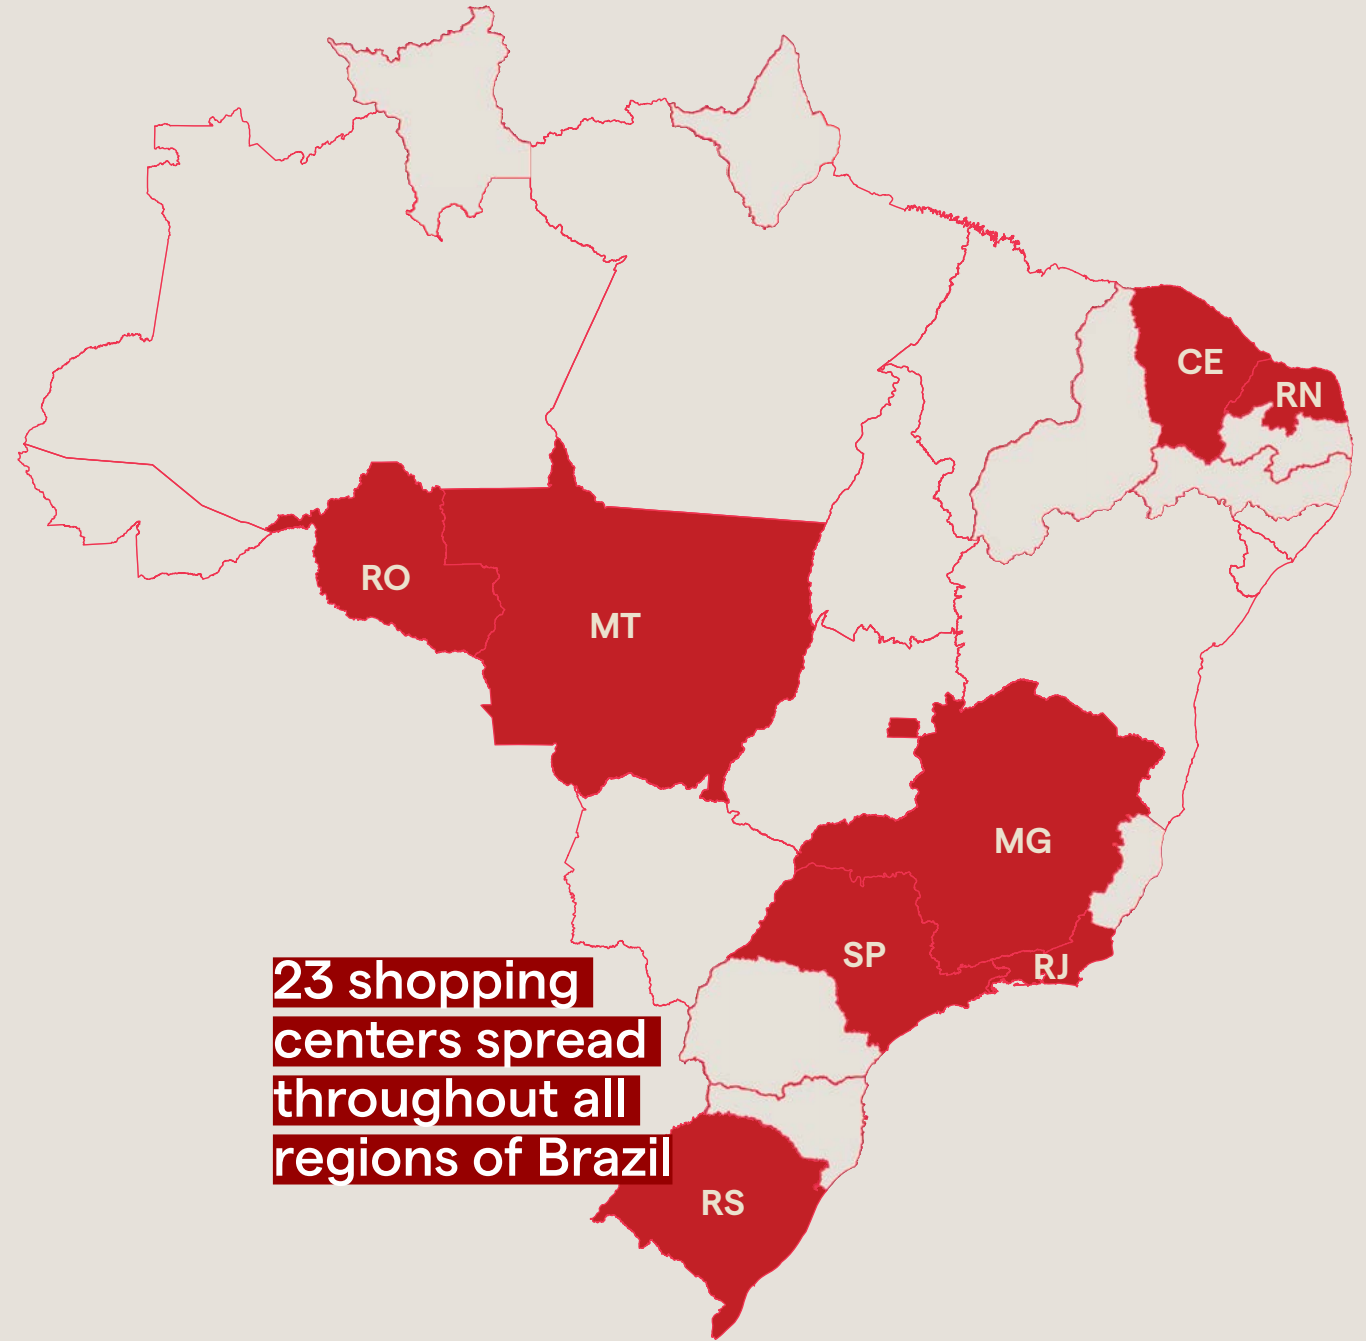 CE
RN
RO
MT
MG
SP
RJ
23 shopping
centers spread
throughout all
regions of Brazil
RS